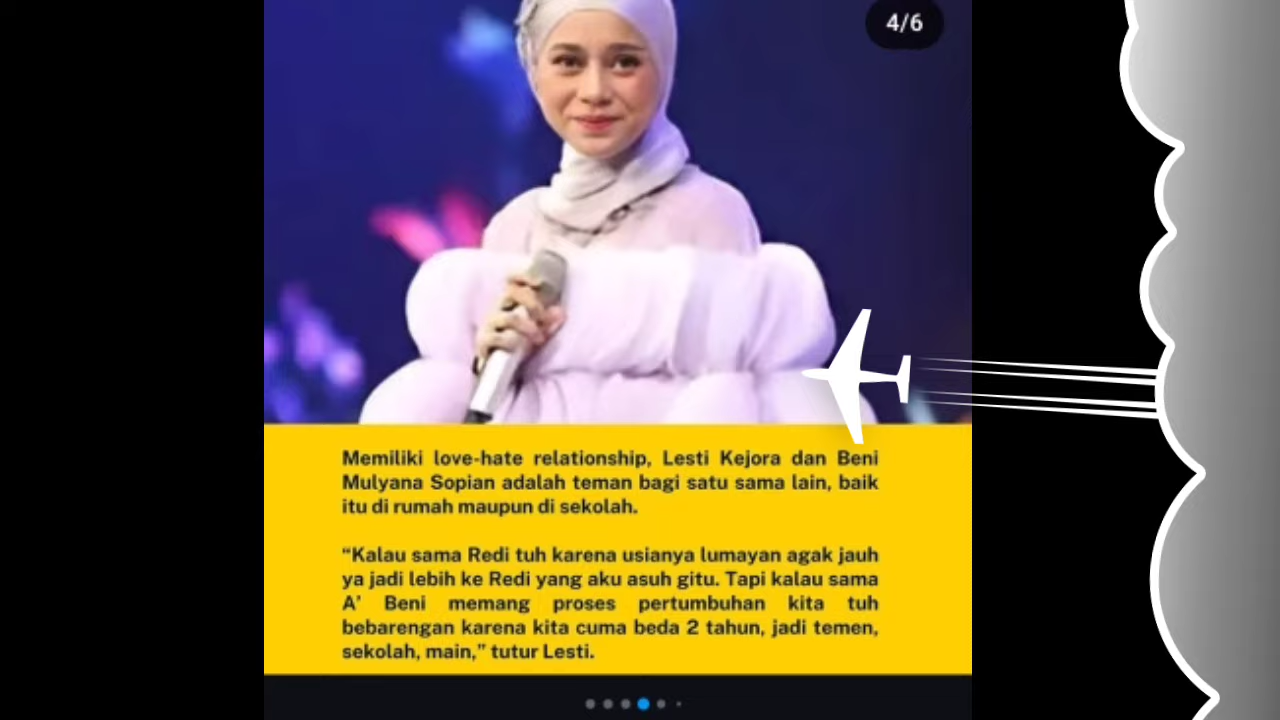 4/6
Memiliki love-hate relationship, Lesti Kejora dan Beni
Mulyana Sopian adalah teman bagi satu sama lain, baik
itu di rumah maupun di sekolah.
“Kalau sama Redi tuh karena usianya lumayan agak jauh
ya jadi lebih ke Redi yang aku asuh gitu. Tapi kalau sama
A’ Beni memang proses pertumbuhan kita tuh
bebarengan karena kita cuma beda 2 tahun, jadi temen,
sekolah, main,” tutur Lesti.